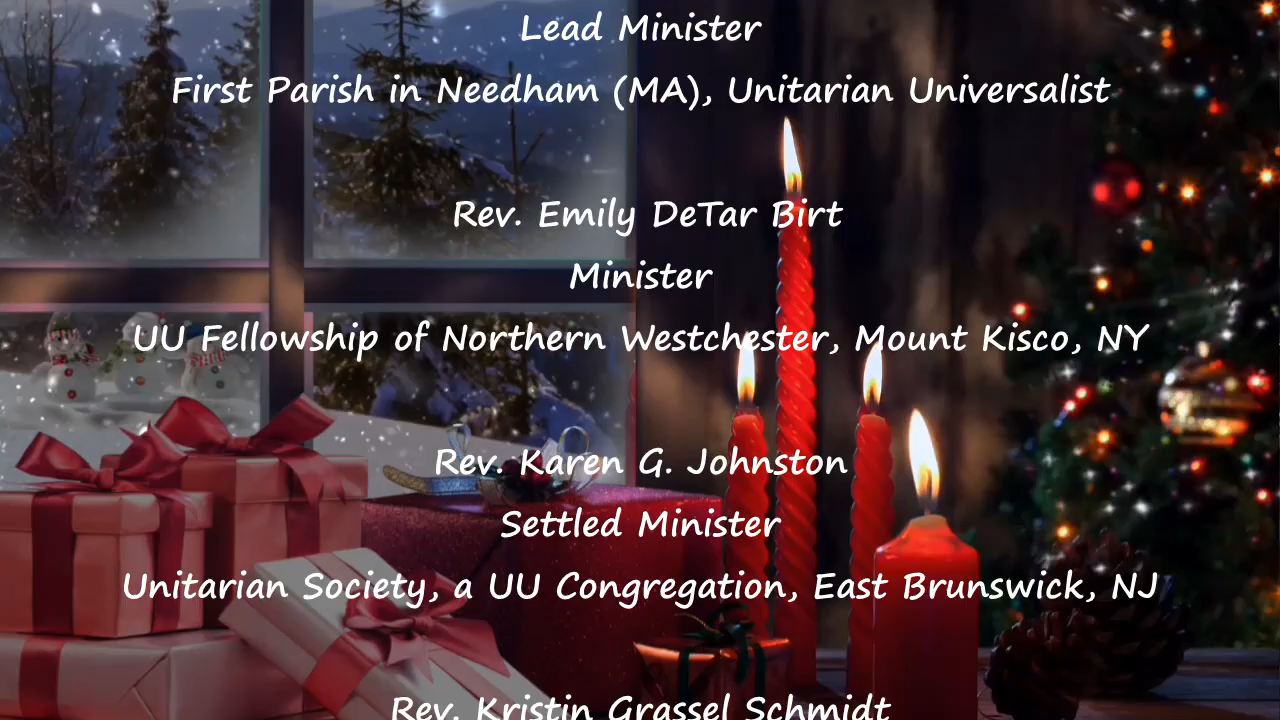 Lead Minister
First Parish in Needham (MA), Unitarian Universalist
Rev. Emily DeTar Birt
Minister
UU Fellowship of Northern Westchester, Mount Kisco, NY
Rev. Karen G. Johnston
Settled Minister
Unitarian Society, a UU Congregation, East Brunswick, NJ
Rev. Kristin Grassel Schmidt